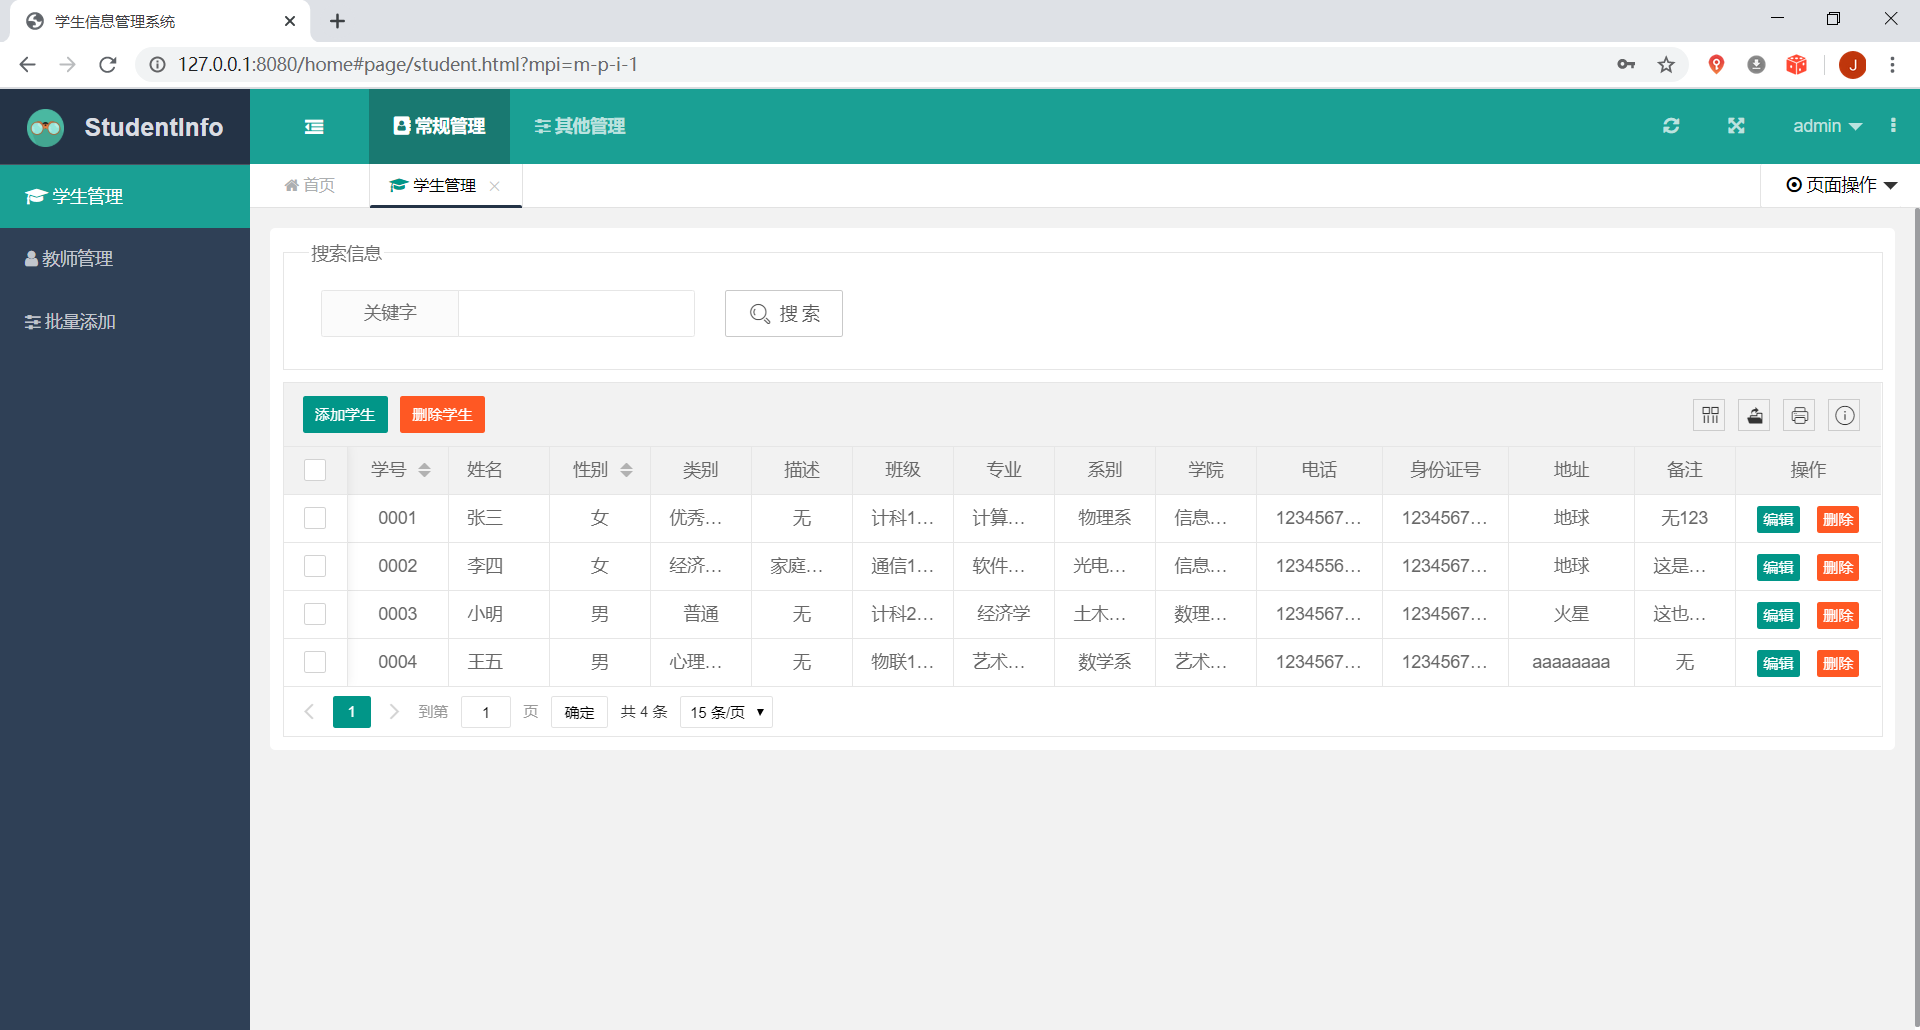 学生信息管理系统
127.0.0.1:8080/home#page/student.html?mpi=m-p-i-1
J
StudentInfo
常规管理
其他管理
admin
学生管理
教师管理
批量添加
首页
学生管理
页面操作
搜索信息
关键字
搜 索
添加学生 删除学生
学号 姓名 性别 类别 描述 班级 专业 系别 学院 电话 身份证号 地址 备注 操作
0001 张三 女 优秀... 无 计科1... 计算... 物理系 信息... 1234567... 1234567... 地球 无123 编辑 删除
0002 李四 女 经济... 家庭... 通信1... 软件... 光电... 信息... 1234556... 1234567... 地球 这是... 编辑 删除
0003 小明 男 普通 无 计科2... 经济学 土木... 数理... 1234567... 1234567... 火星 这也... 编辑 删除
0004 王五 男 心理... 无 物联1... 艺术... 数学系 艺术... 1234567... 1234567... aaaaaaaa 无 编辑 删除
1 到第 1 页 确定 共 4 条 15 条/页